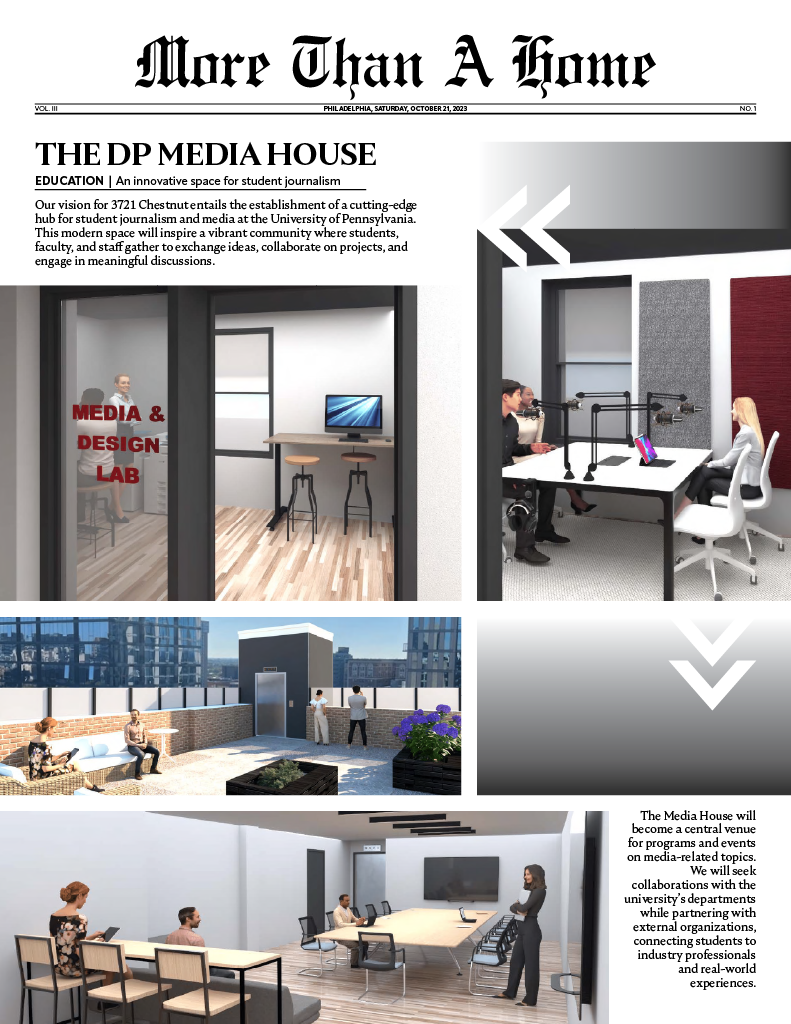 More Than A Home
VOL. III
PHILADELPHIA, SATURDAY, OCTOBER 21, 2023
NO. 1
THE DP MEDIA HOUSE
EDUCATION | An innovative space for student journalism
Our vision for 3721 Chestnut entails the establishment of a cutting-edge
hub for student journalism and media at the University of Pennsylvania.
This modern space will inspire a vibrant community where students,
faculty, and staff gather to exchange ideas, collaborate on projects, and
engage in meaningful discussions.
MEDIA &
DESIGN
LAB
The Media House will
become a central venue
for programs and events
on media-related topics.
We will seek
collaborations with the
university's departments
while partnering with
external organizations,
connecting students to
industry professionals
and real-world
experiences.